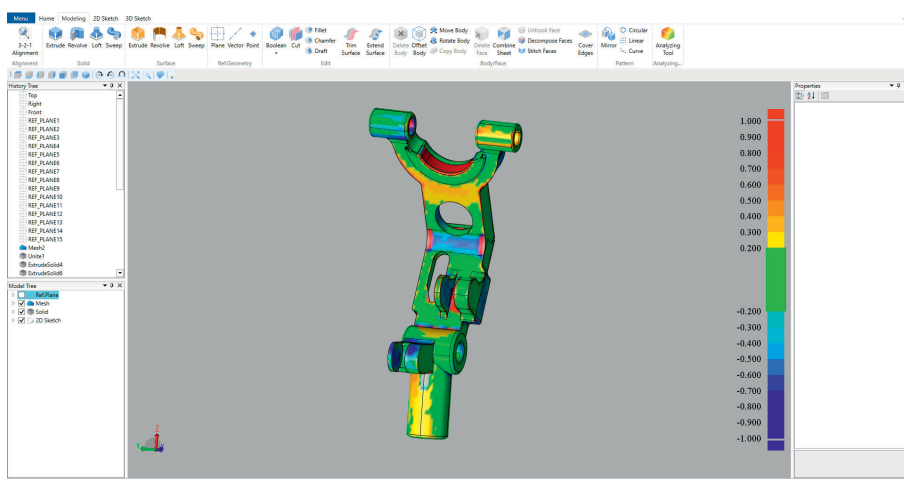 Menu Home Modeling 2D Sketch 3D Sketch
3-2-1 Alignment
Extrude Revolve Loft Sweep
Extrude Revolve Loft Sweep
Plane Vector Point
Boolean Cut
Fillet
Chamfer
Draft
Trim Surface
Extend Surface
Delete Body
Offset Body
Move Body
Rotate Body
Copy Body
Delete Face
Combine Sheet
Unhook Face
Decompose Faces
Stitch Faces
Cover Edges
Mirror
Circular
Linear
Curve
Analyzing Tool
Alignment Solid Surface Ref.Geometry Edit Body/Face Pattern Analyzing...
History Tree
Top
Right
Front
REF_PLANE1
REF_PLANE2
REF_PLANE3
REF_PLANE4
REF_PLANE5
REF_PLANE6
REF_PLANE7
REF_PLANE8
REF_PLANE9
REF_PLANE10
REF_PLANE11
REF_PLANE12
REF_PLANE13
REF_PLANE14
REF_PLANE15
Mesh2
Unite1
ExtrudeSolid4
ExtrudeSolid6
Model Tree
Ref.Plane
Mesh
Solid
2D Sketch
Z
Y
1.000
0.900
0.800
0.700
0.600
0.500
0.400
0.300
0.200
-0.200
-0.300
-0.400
-0.500
-0.600
-0.700
-0.800
-0.900
-1.000
Properties